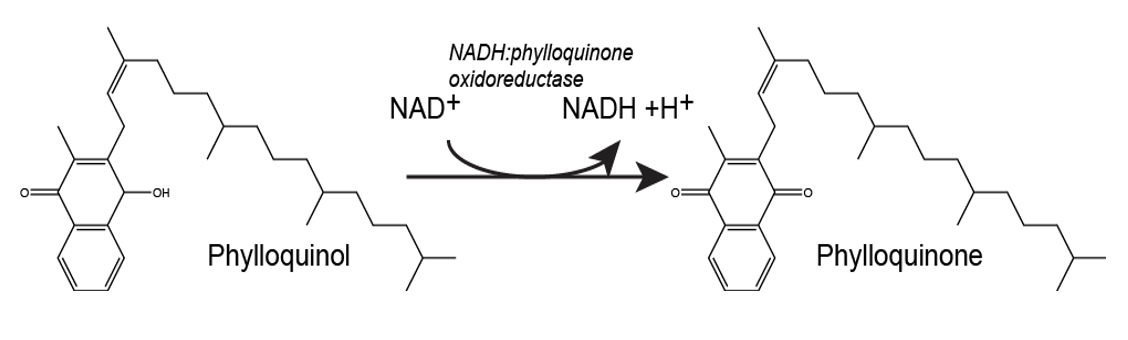 NADH:phylloquinone
oxidoreductase
NAD+
NADH +H+
O
OH
O
O
Phylloquinol
Phylloquinone